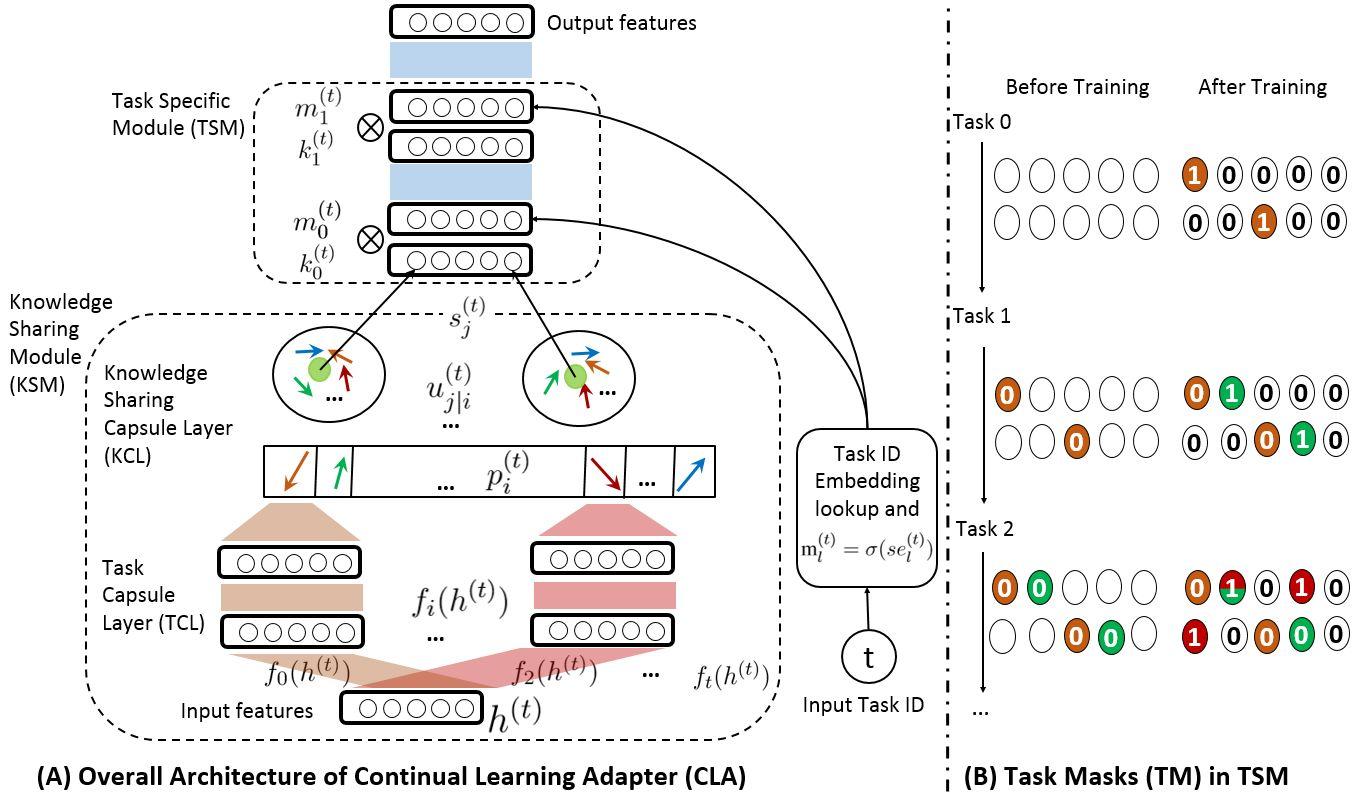 Output features
Task Specific
Module (TSM)
m_1^{(t)}
⊗
k_1^{(t)}
m_0^{(t)}
⊗
k_0^{(t)}
Knowledge
Sharing
Module
(KSM)
s_j^{(t)}
Knowledge
Sharing
Capsule Layer
(KCL)
...
u_{j|i}^{(t)}
...
...
... p_i^{(t)} ...
Task
Capsule
Layer (TCL)
f_i(h^{(t)})
...
f_0(h^{(t)}) f_2(h^{(t)}) ... f_t(h^{(t)})
Input features h^{(t)}
Task ID
Embedding
lookup and
m_l^{(t)} = σ(se_l^{(t)})
t
Input Task ID
(A) Overall Architecture of Continual Learning Adapter (CLA)
Before Training After Training
Task 0
1 0 0 0 0
0 0 1 0 0
Task 1
0 0 1 0 0 0
0 0 0 0 1 0
Task 2
0 0 0 1 0 1 0
0 0 1 0 0 0 0
...
(B) Task Masks (TM) in TSM